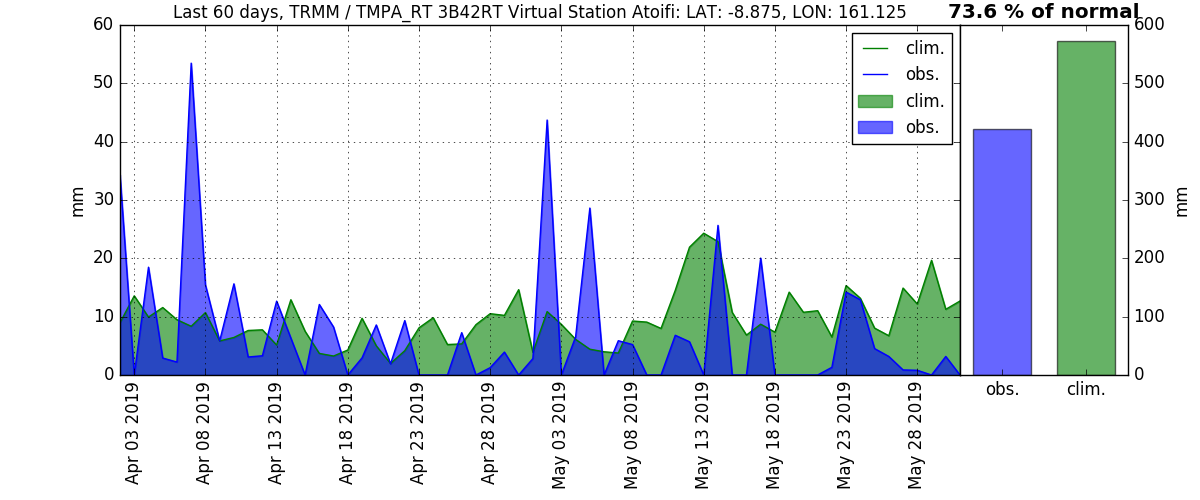 Last 60 days, TRMM / TMPA_RT 3B42RT Virtual Station Atoifi: LAT: -8.875, LON: 161.125
73.6 % of normal
60
50
40
30
20
10
0
mm
clim.
obs.
clim.
obs.
Apr 03 2019
Apr 08 2019
Apr 13 2019
Apr 18 2019
Apr 23 2019
Apr 28 2019
May 03 2019
May 08 2019
May 13 2019
May 18 2019
May 23 2019
May 28 2019
600
500
400
300
200
100
0
mm
obs.
clim.